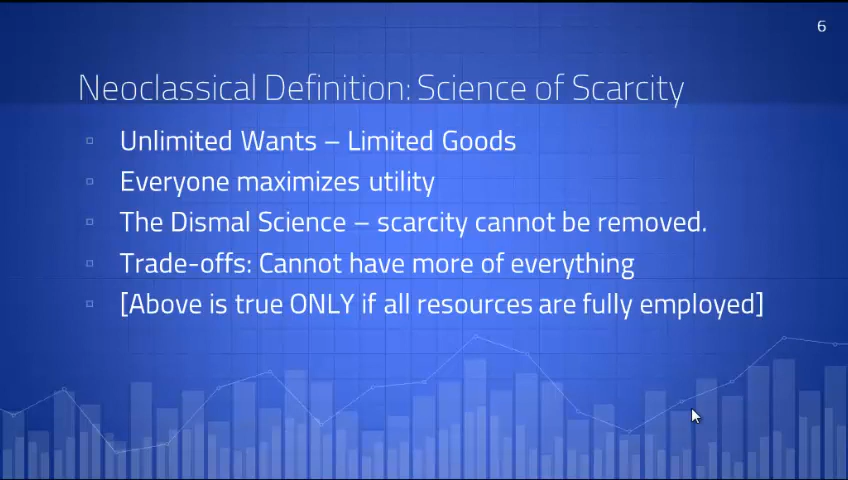 6
Neoclassical Definition: Science of Scarcity
Unlimited Wants – Limited Goods
Everyone maximizes utility
The Dismal Science – scarcity cannot be removed.
Trade-offs: Cannot have more of everything
[Above is true ONLY if all resources are fully employed]